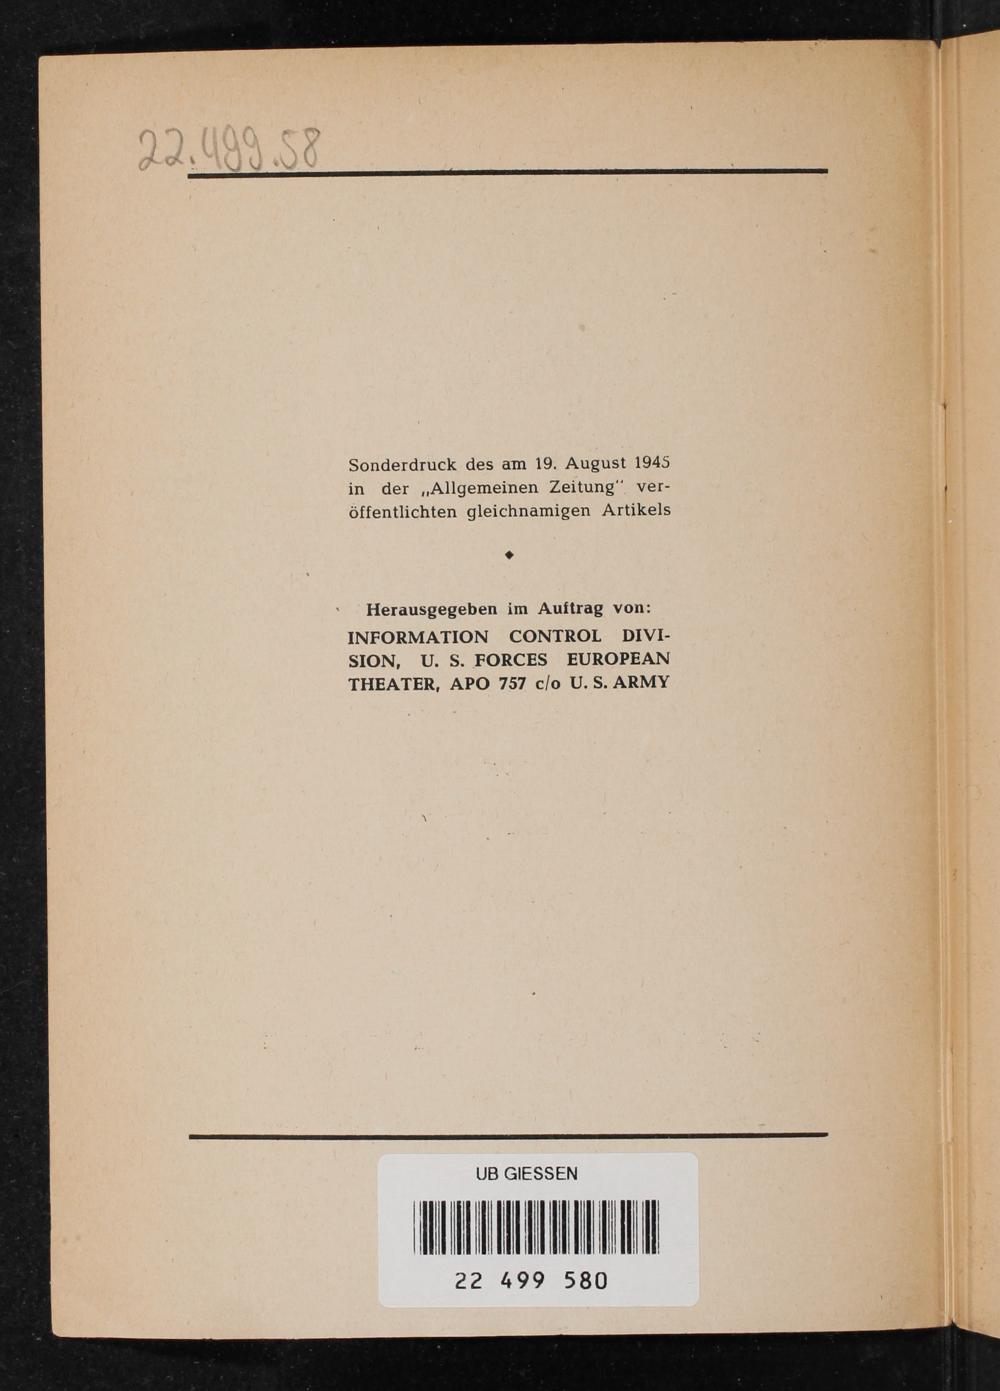 22.499.58
Sonderdruck des am 19. August 1945
in der „Allgemeinen Zeitung" ver-
öffentlichten gleichnamigen Artikels
Herausgegeben im Auftrag von:
INFORMATION CONTROL DIVI-
SION, U. S. FORCES EUROPEAN
THEATER, APO 757 c/o U. S. ARMY
UB GIESSEN
22 499 580